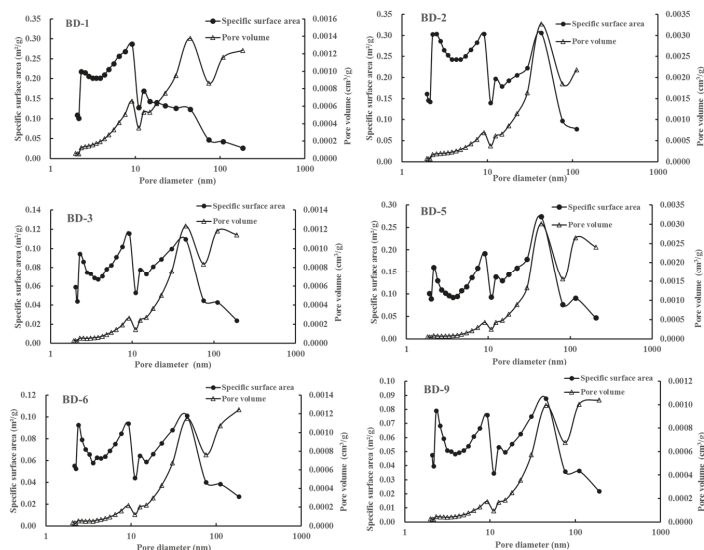 BD-1
Specific surface area
Pore volume
Specific surface area (m²/g)
0.35
0.30
0.25
0.20
0.15
0.10
0.05
0.00
0.0016
0.0014
0.0012
0.0010
0.0008
0.0006
0.0004
0.0002
0.0000
Pore volume (cm³/g)
1 10 100 1000
Pore diameter (nm)
BD-2
Specific surface area
Pore volume
Specific surface area (m²/g)
0.35
0.30
0.25
0.20
0.15
0.10
0.05
0.00
0.0035
0.0030
0.0025
0.0020
0.0015
0.0010
0.0005
0.0000
Pore volume (cm³/g)
1 10 100 1000
Pore diameter (nm)
BD-3
Specific surface area
Pore volume
Specific surface area (m²/g)
0.14
0.12
0.10
0.08
0.06
0.04
0.02
0.00
0.0014
0.0012
0.0010
0.0008
0.0006
0.0004
0.0002
0.0000
Pore volume (cm³/g)
1 10 100 1000
Pore diameter (nm)
BD-5
Specific surface area
Pore volume
Specific surface area (m²/g)
0.30
0.25
0.20
0.15
0.10
0.05
0.00
0.0035
0.0030
0.0025
0.0020
0.0015
0.0010
0.0005
0.0000
Pore volume (cm³/g)
1 10 100 1000
Pore diameter (nm)
BD-6
Specific surface area
Pore volume
Specific surface area (m²/g)
0.12
0.10
0.08
0.06
0.04
0.02
0.00
0.0014
0.0012
0.0010
0.0008
0.0006
0.0004
0.0002
0.0000
Pore volume (cm³/g)
1 10 100 1000
Pore diameter (nm)
BD-9
Specific surface area
Pore volume
Specific surface area (m²/g)
0.10
0.09
0.08
0.07
0.06
0.05
0.04
0.03
0.02
0.01
0.00
0.0012
0.0010
0.0008
0.0006
0.0004
0.0002
0.0000
Pore volume (cm³/g)
1 10 100 1000
Pore diameter (nm)